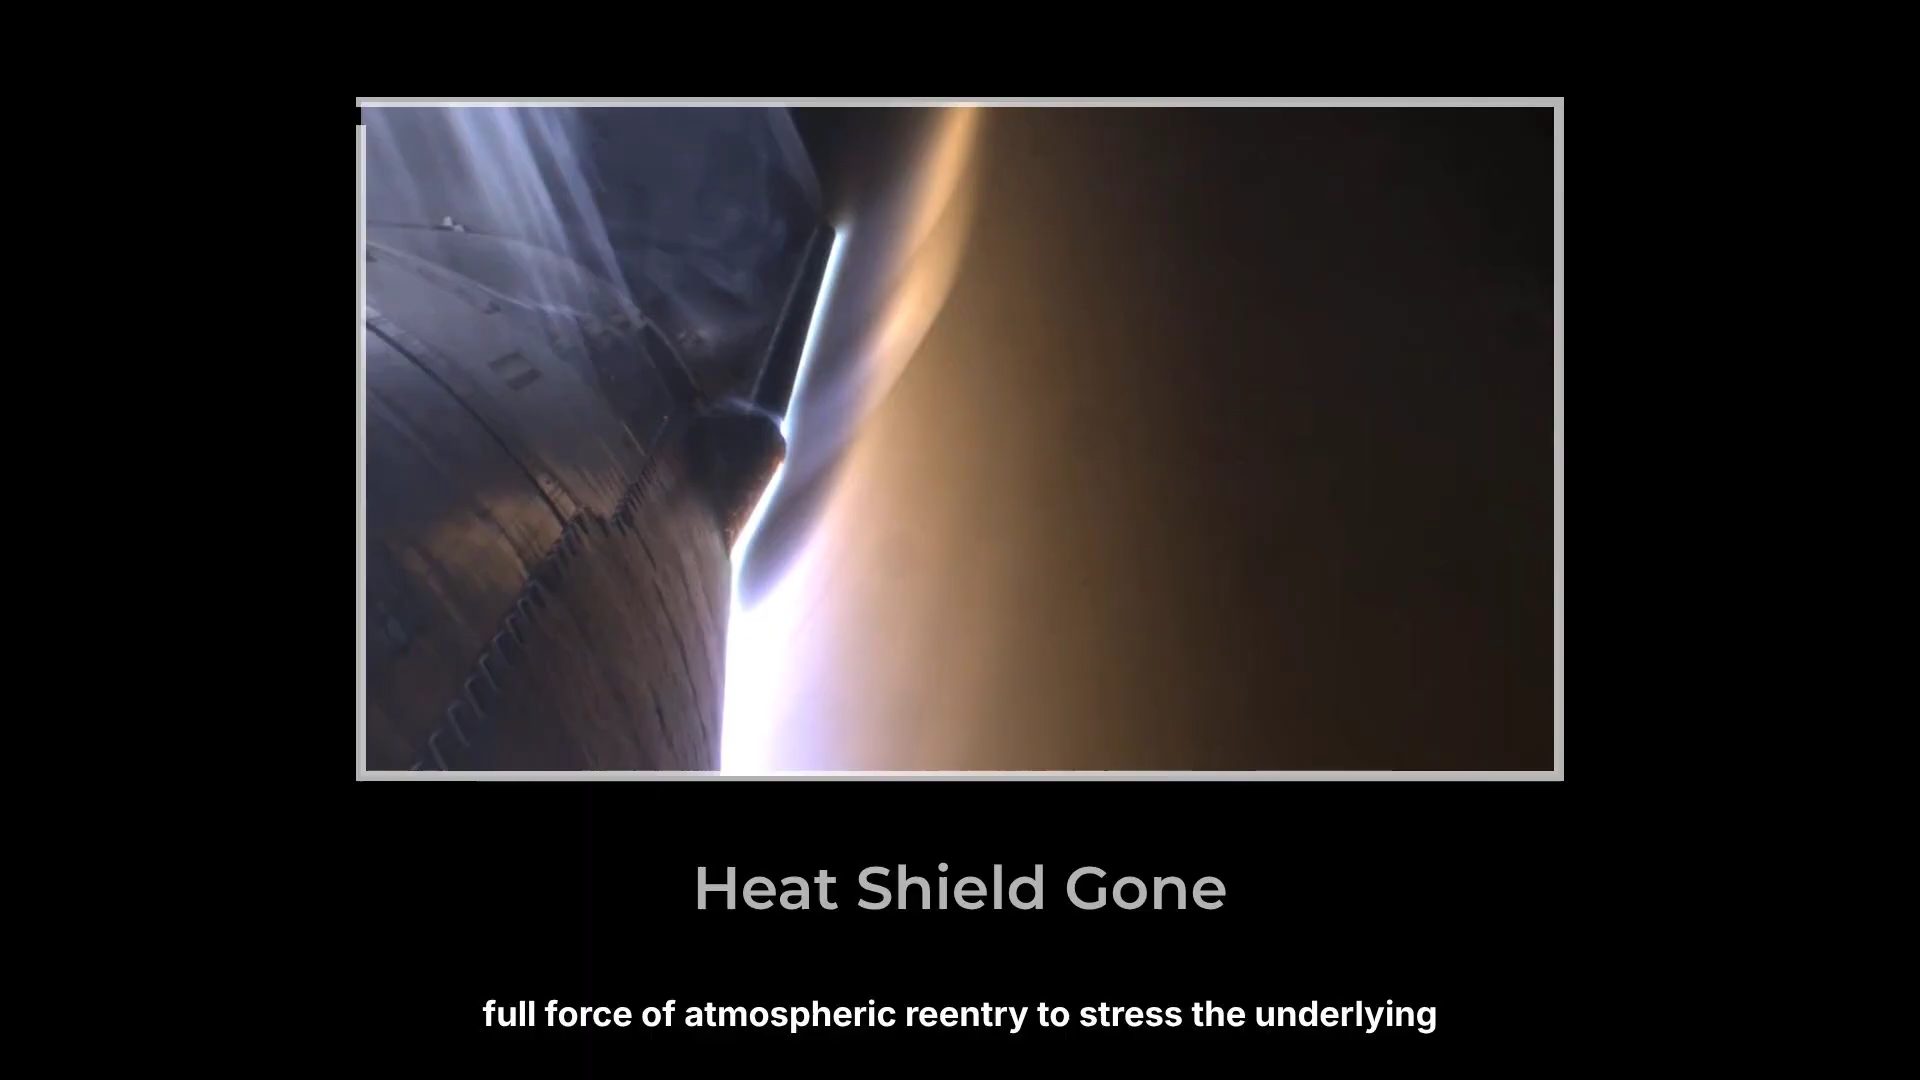 Heat Shield Gone
full force of atmospheric reentry to stress the underlying